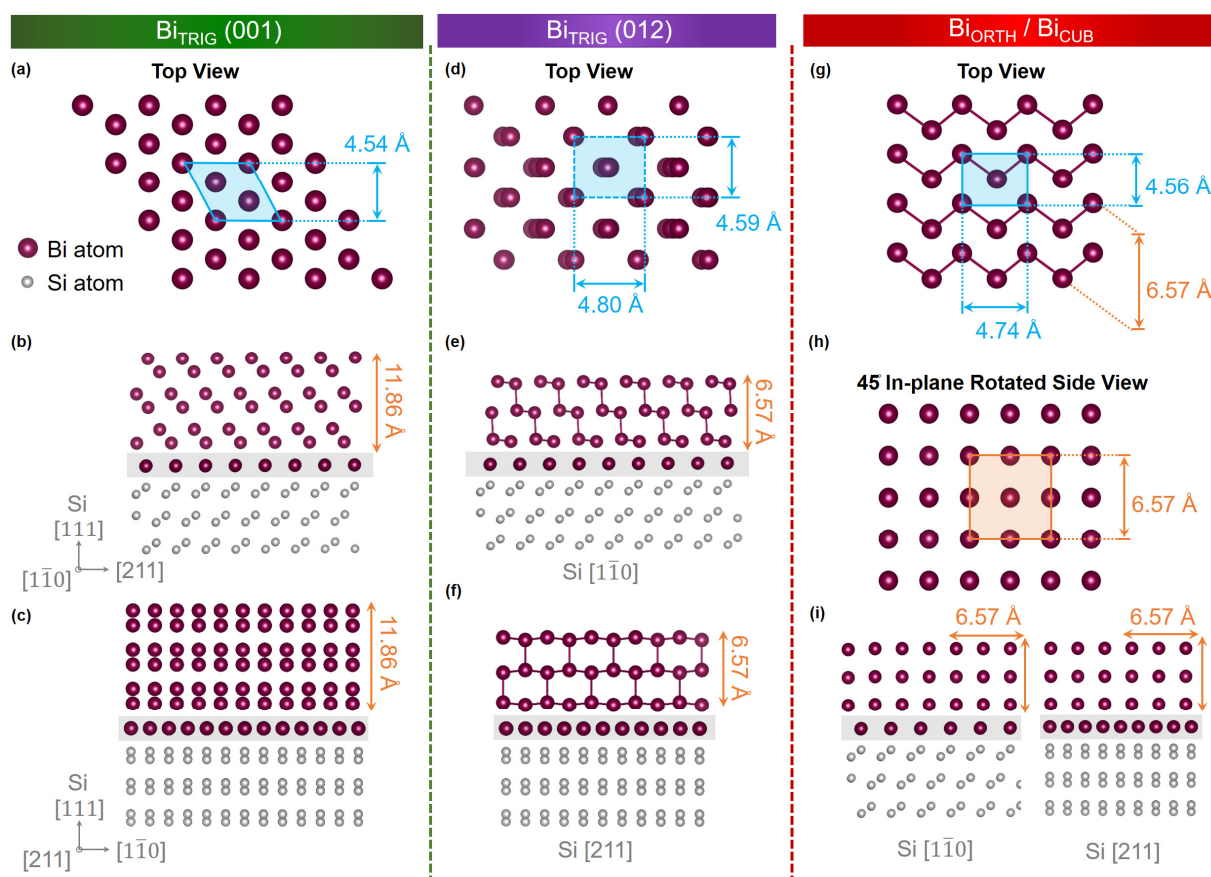 Bi_TRIG (001)
(a)
Top View
4.54 Å
Bi atom
Si atom
(b)
11.86 Å
Si
[111]
[11̅0]
[211]
(c)
11.86 Å
Si
[111]
[211]
[11̅0]
Bi_TRIG (012)
(d)
Top View
4.59 Å
4.80 Å
(e)
6.57 Å
Si [11̅0]
(f)
6.57 Å
Si [211]
Bi_ORTH / Bi_CUB
(g)
Top View
4.56 Å
6.57 Å
4.74 Å
(h)
45° In-plane Rotated Side View
6.57 Å
(i)
6.57 Å
6.57 Å
Si [11̅0]
Si [211]